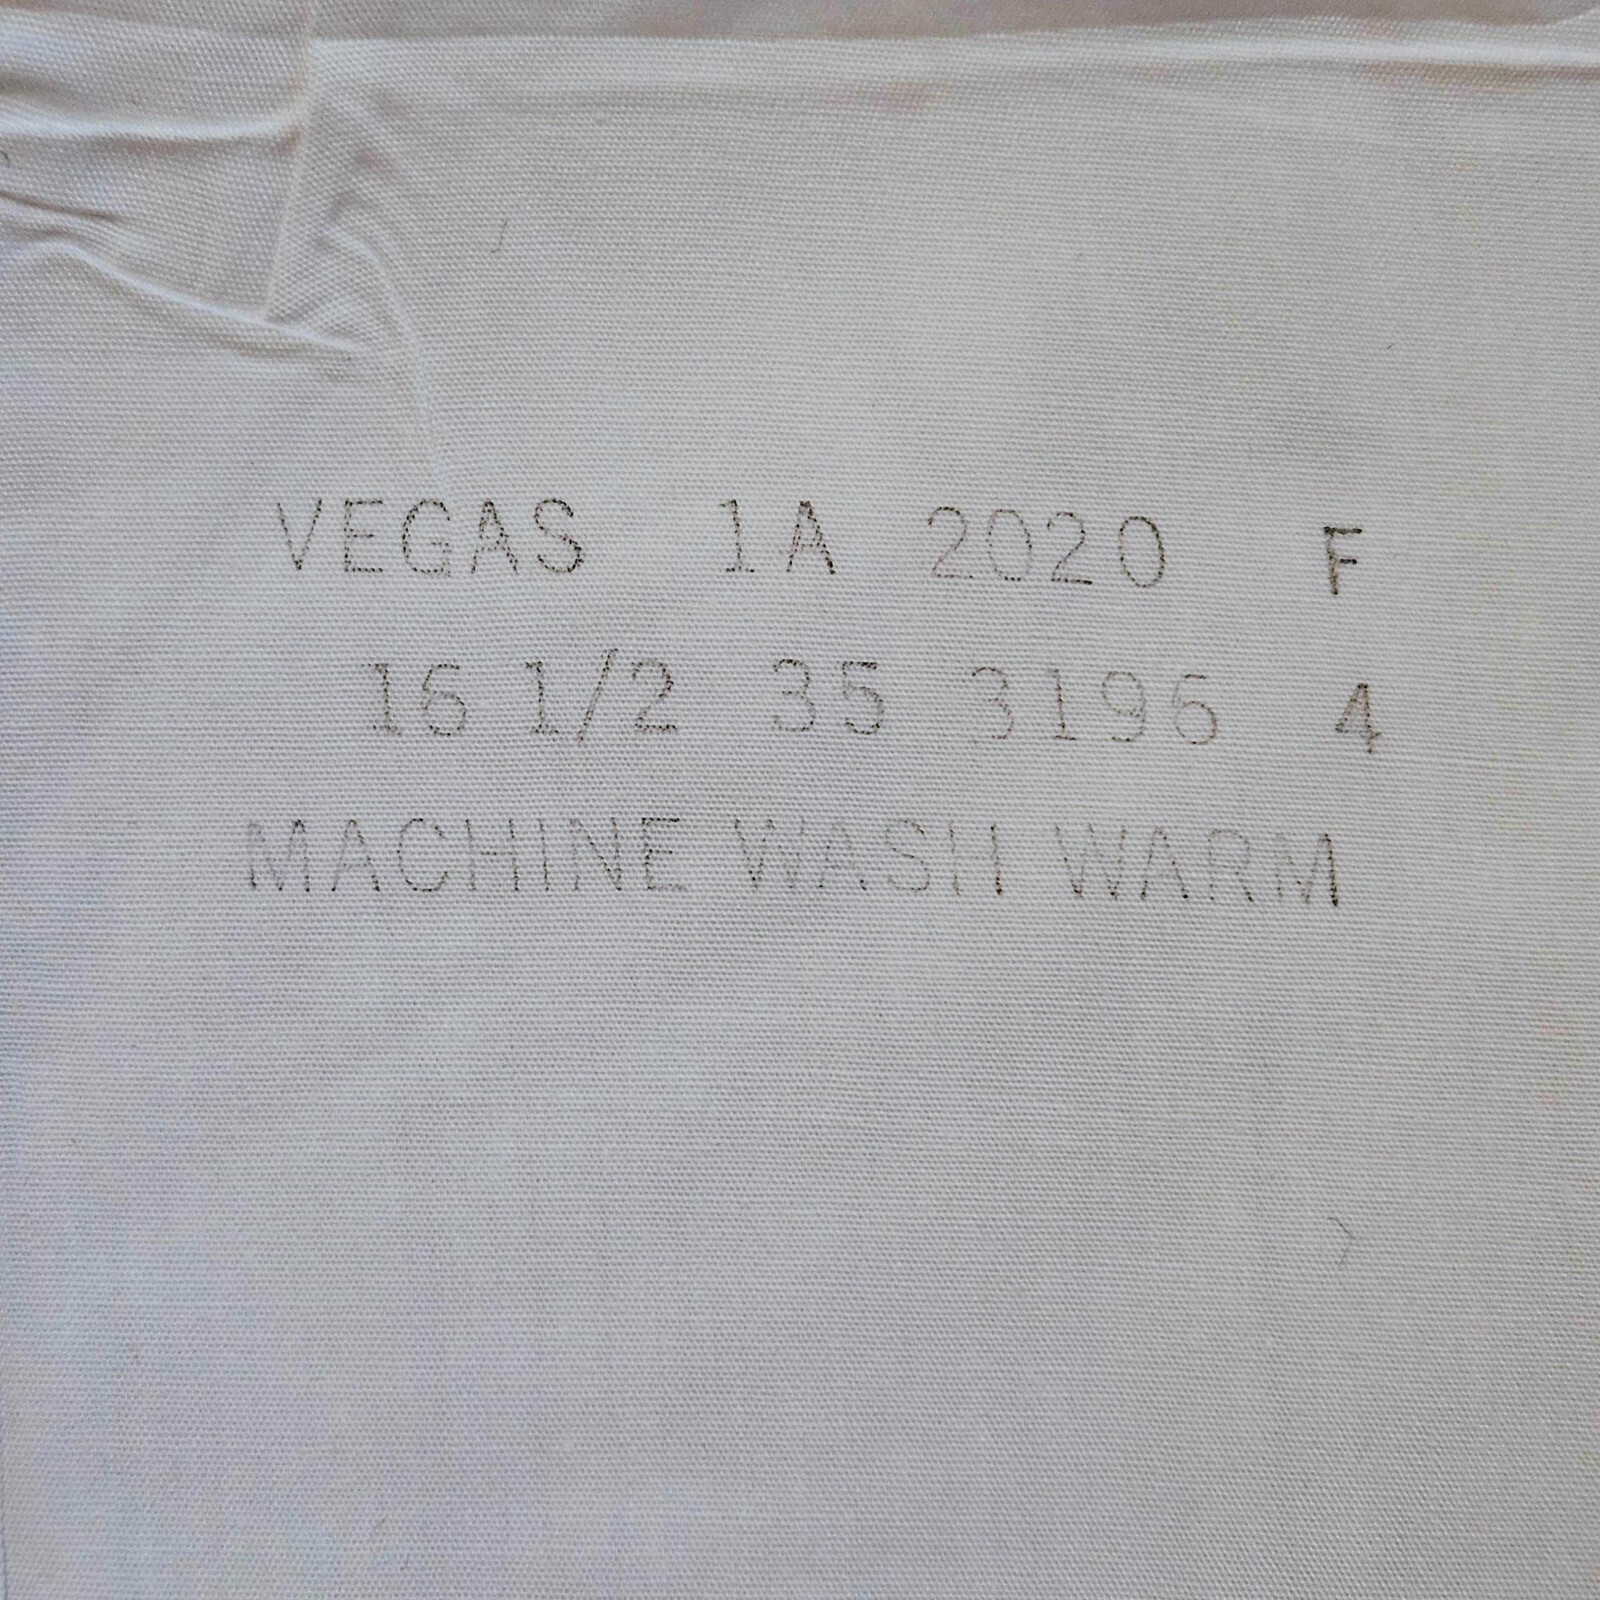 VEGAS 1A 2020 F
16 1/2 35 3196 4
MACHINE WASH WARM